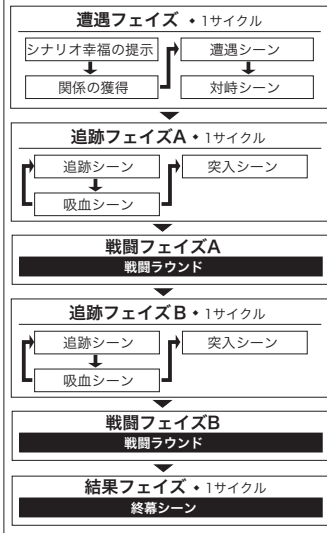 遭遇フェイズ ◆ 1サイクル
シナリオ幸福の提示
関係の獲得
遭遇シーン
対峙シーン
追跡フェイズA ◆ 1サイクル
追跡シーン
吸血シーン
突入シーン
戦闘フェイズA
戦闘ラウンド
追跡フェイズB ◆ 1サイクル
追跡シーン
吸血シーン
突入シーン
戦闘フェイズB
戦闘ラウンド
結果フェイズ ◆ 1サイクル
終幕シーン